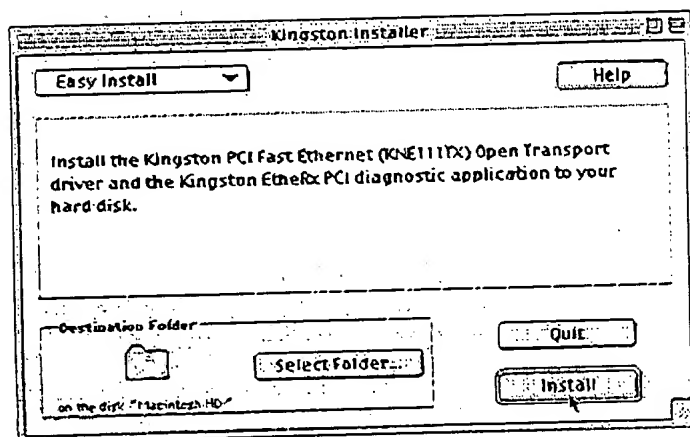 Kingston Installer
Easy Install
Help
Install the Kingston PCI Fast Ethernet (KNE111TX) Open Transport
driver and the Kingston EtheRx PCI diagnostic application to your
hard disk.
Destination Folder
Quit
Select Folder...
Install
on the disk "Macintosh HD"